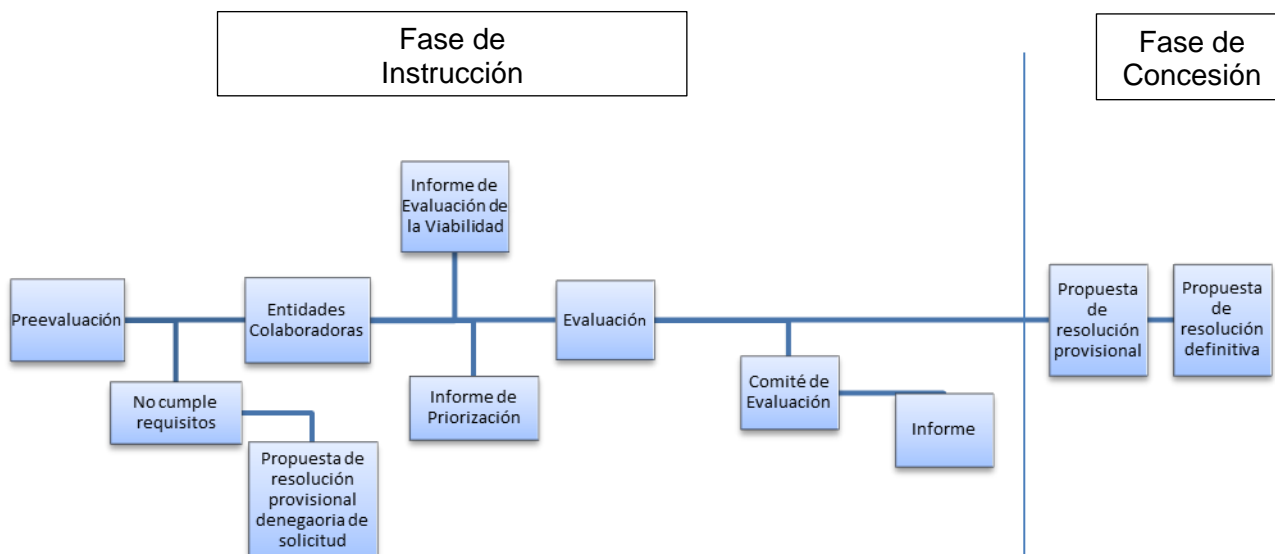 Fase de
Instrucción
Fase de
Concesión
Informe de
Evaluación de
la Viabilidad
Preevaluación
Entidades
Colaboradoras
Evaluación
Propuesta
de
resolución
provisional
Propuesta
de
resolución
definitiva
No cumple
requisitos
Informe de
Priorización
Comité de
Evaluación
Informe
Propuesta de
resolución
provisional
denegaoria de
solicitud